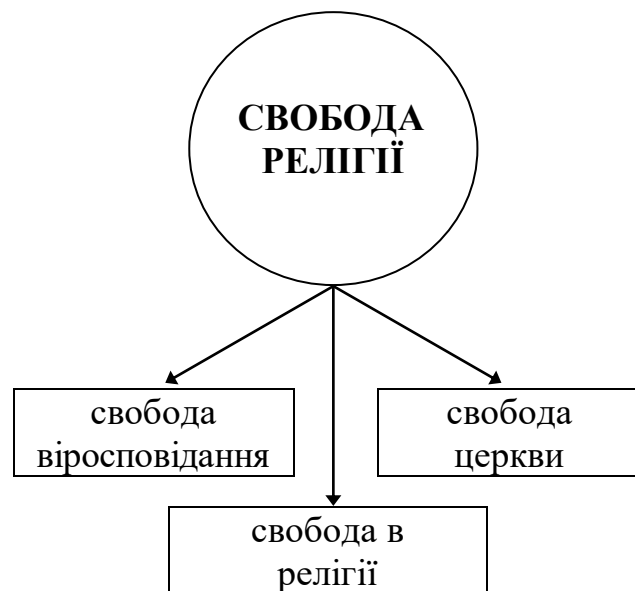 СВОБОДА
РЕЛІГІЇ
свобода
віросповідання
свобода
церкви
свобода в
релігії